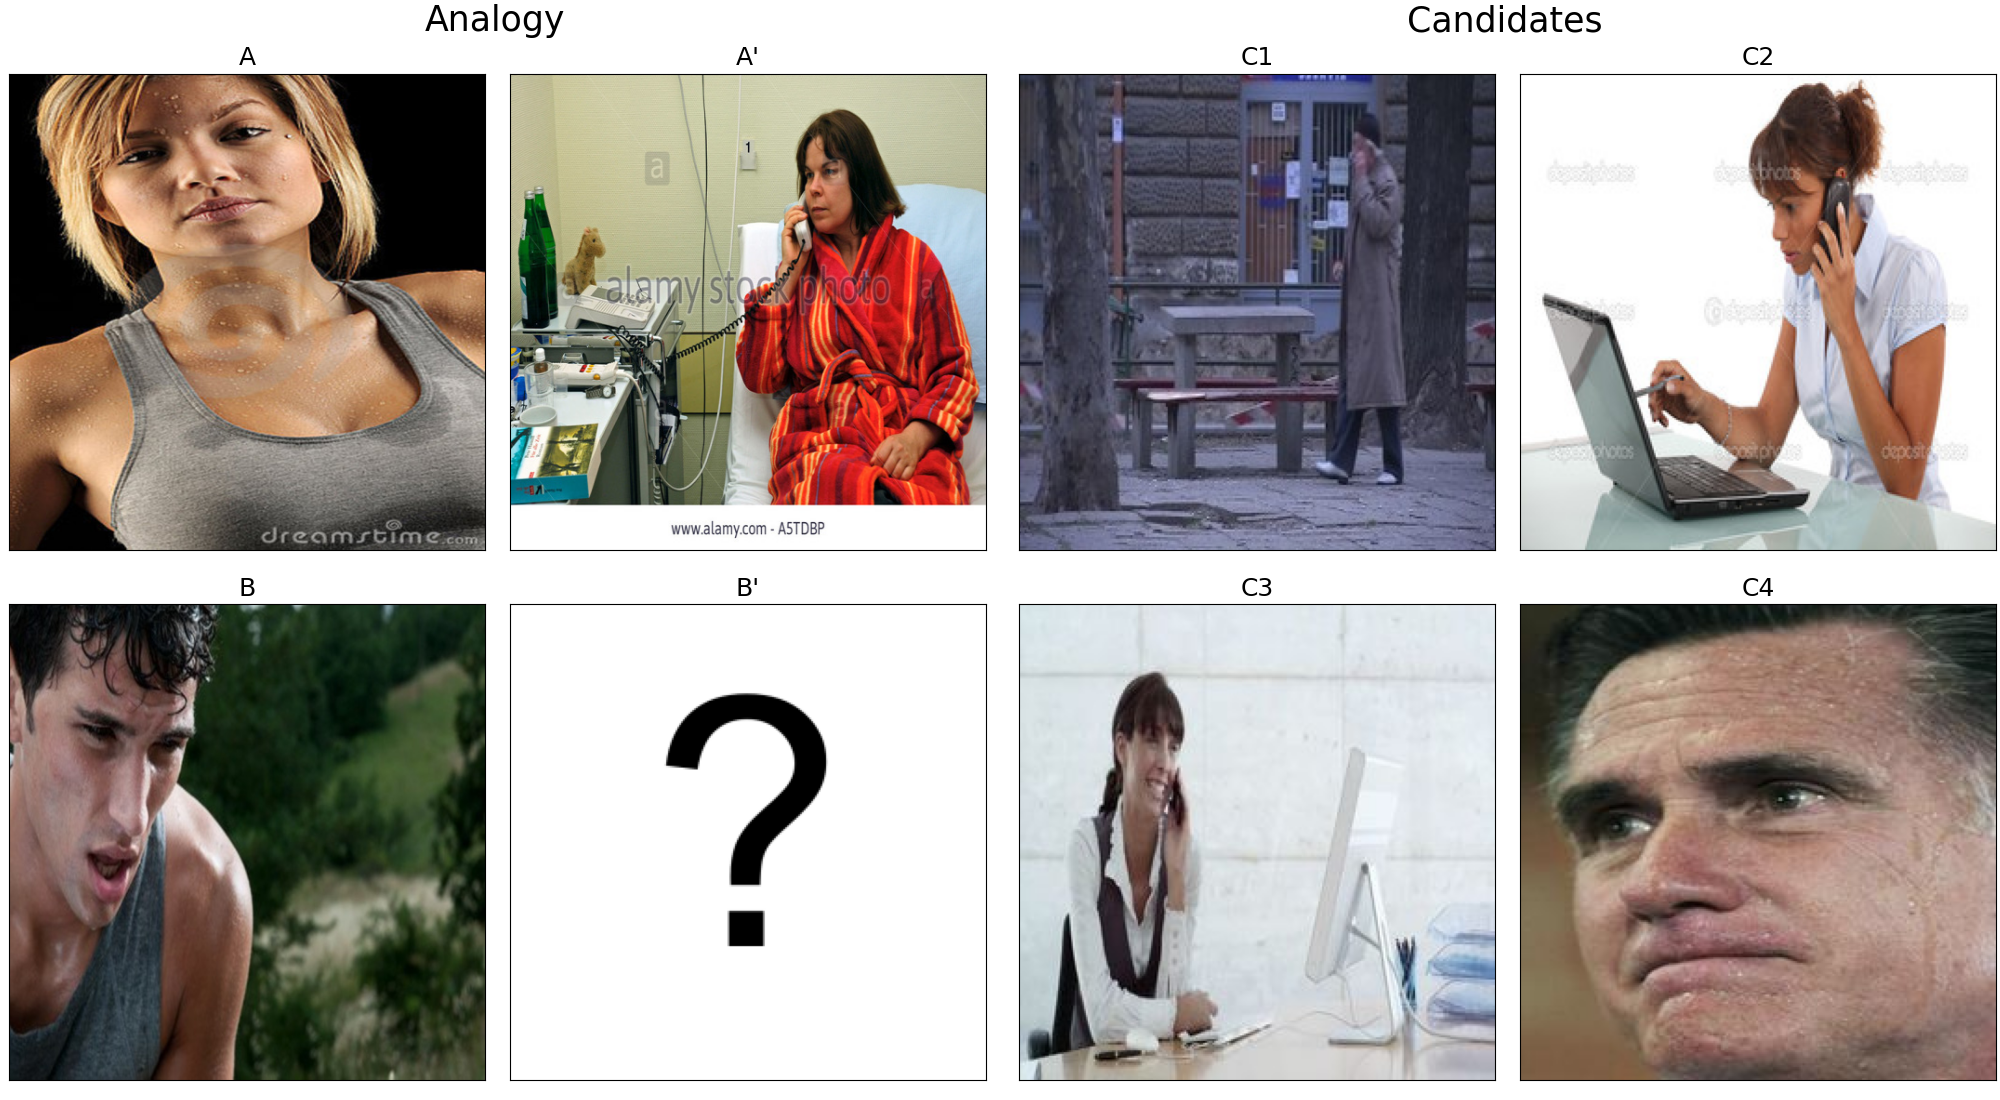 Analogy
Candidates
A
A'
C1
C2
dreamstime.com
1
a
alamy stock photo
a
www.alamy.com - A5TDBP
depositphotos depositphotos depositphotos
depositphotos depositphotos depositphotos
depositphotos depositphotos depositphotos
B
B'
C3
C4
?